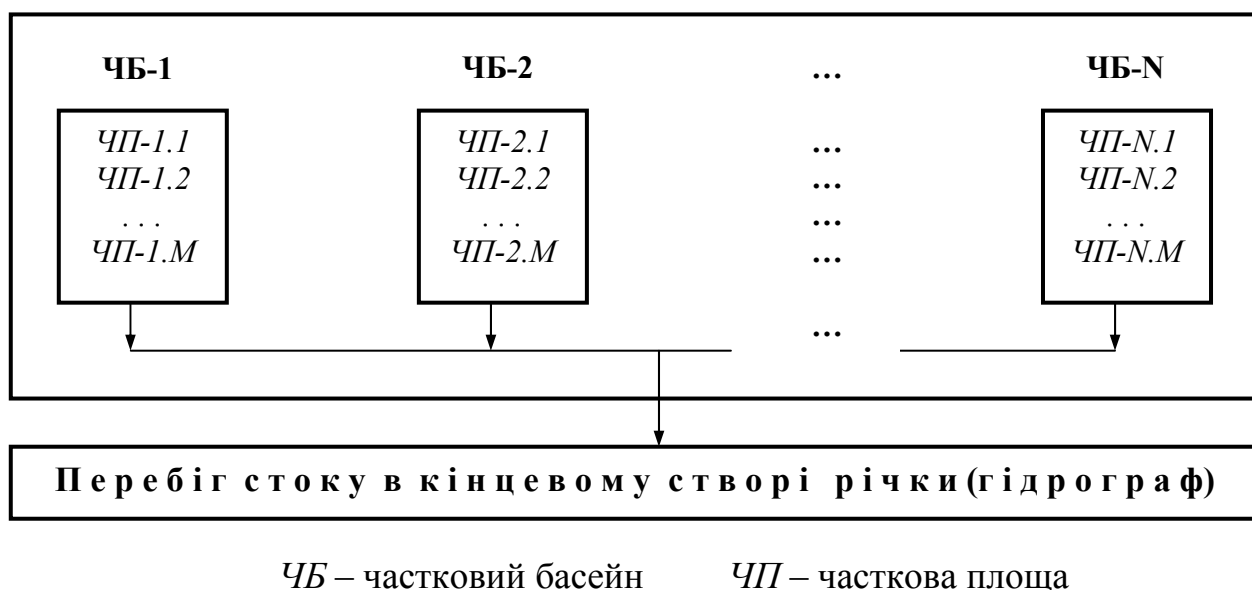 ЧБ-1 ЧБ-2 ... ЧБ-N
ЧП-1.1 ЧП-2.1 ... ЧП-N.1
ЧП-1.2 ЧП-2.2 ... ЧП-N.2
. . . . . . ... . . .
ЧП-1.М ЧП-2.М ... ЧП-N.М
...
Перебіг стоку в кінцевому створі річки(гідрограф)
ЧБ – частковий басейн ЧП – часткова площа